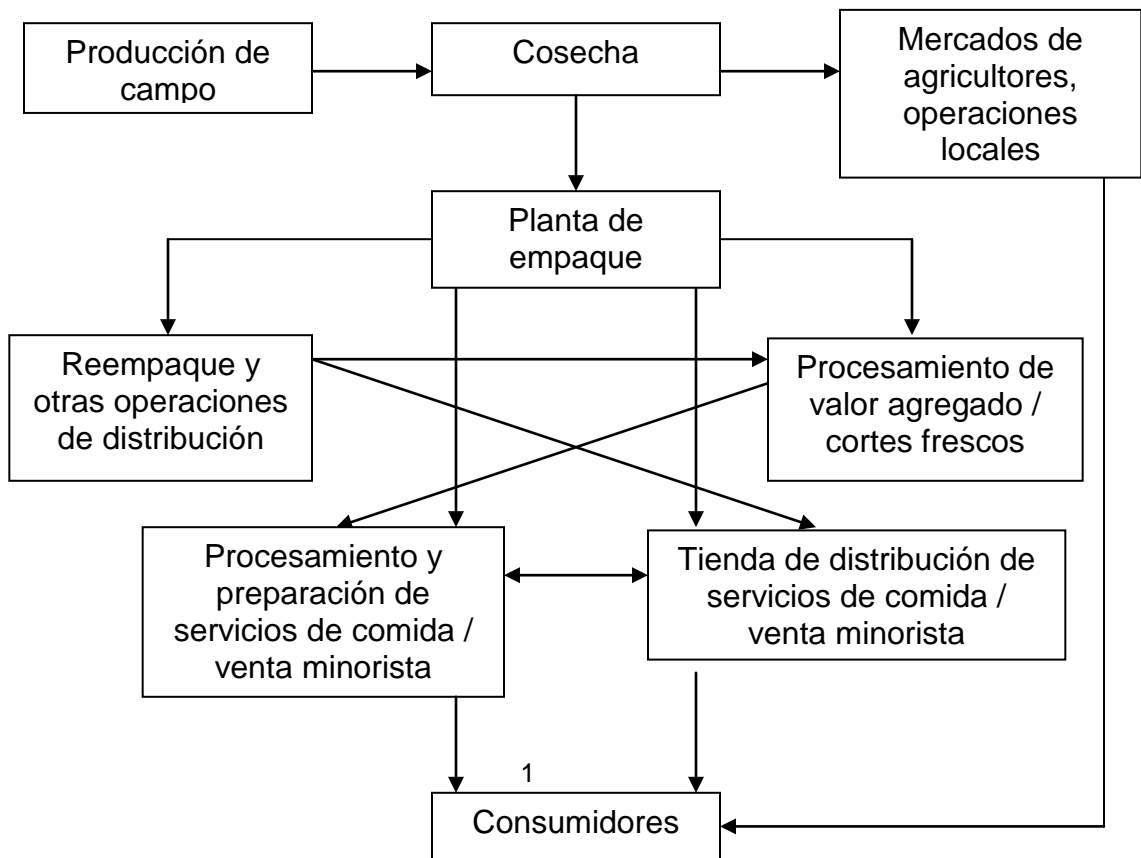 Producción de
campo
Cosecha
Mercados de
agricultores,
operaciones
locales
Planta de
empaque
Reempaque y
otras operaciones
de distribución
Procesamiento de
valor agregado /
cortes frescos
Procesamiento y
preparación de
servicios de comida /
venta minorista
Tienda de distribución de
servicios de comida /
venta minorista
1
Consumidores